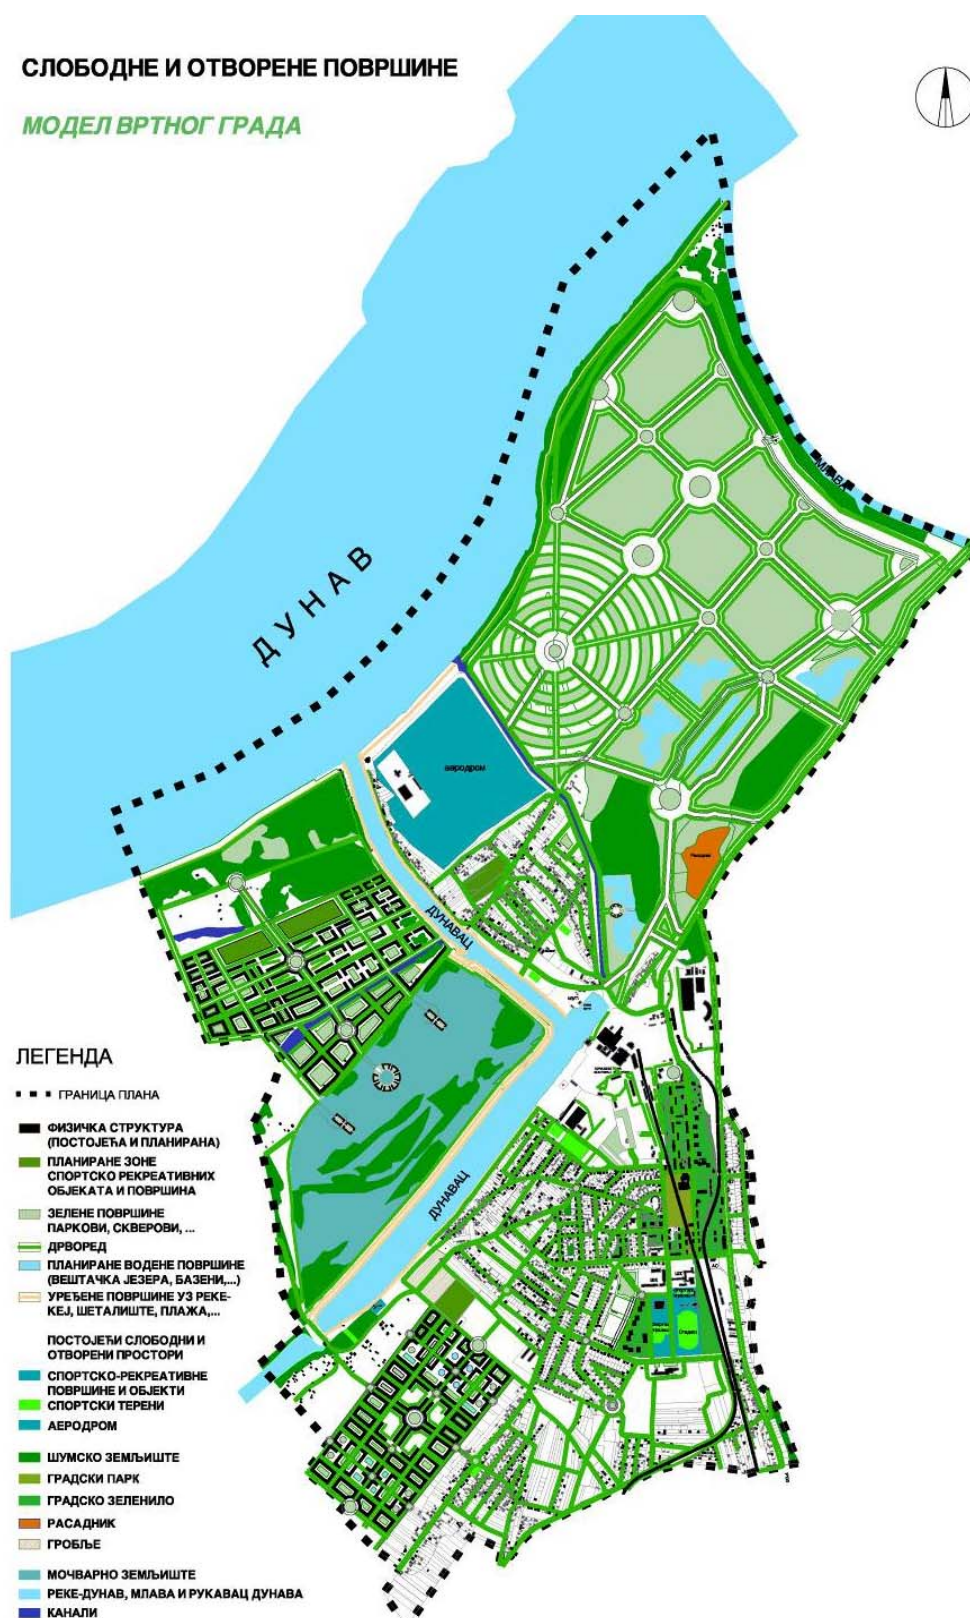 СЛОБОДНЕ И ОТВОРЕНЕ ПОВРШИНЕ
МОДЕЛ ВРТНОГ ГРАДА
МЛАВА
ДУНАВ
аеродром
Расадник
ДУНАВАЦ
ДУНАВАЦ
Стадион
ЛЕГЕНДА
ГРАНИЦА ПЛАНА
ФИЗИЧКА СТРУКТУРА
(ПОСТОЈЕЋА И ПЛАНИРАНА)
ПЛАНИРАНЕ ЗОНЕ
СПОРТСКО РЕКРЕАТИВНИХ
ОБЈЕКАТА И ПОВРШИНА
ЗЕЛЕНЕ ПОВРШИНЕ
ПАРКОВИ, СКВЕРОВИ, ...
ДРВОРЕД
ПЛАНИРАНЕ ВОДЕНЕ ПОВРШИНЕ
(ВЕШТАЧКА ЈЕЗЕРА, БАЗЕНИ,...)
УРЕЂЕНЕ ПОВРШИНЕ УЗ РЕКЕ-
КЕЈ, ШЕТАЛИШТЕ, ПЛАЖА,...
ПОСТОЈЕЋИ СЛОБОДНИ И
ОТВОРЕНИ ПРОСТОРИ
СПОРТСКО-РЕКРЕАТИВНЕ
ПОВРШИНЕ И ОБЈЕКТИ
СПОРТСКИ ТЕРЕНИ
АЕРОДРОМ
ШУМСКО ЗЕМЉИШТЕ
ГРАДСКИ ПАРК
ГРАДСКО ЗЕЛЕНИЛО
РАСАДНИК
ГРОБЉЕ
МОЧВАРНО ЗЕМЉИШТЕ
РЕКЕ-ДУНАВ, МЛАВА И РУКАВАЦ ДУНАВА
КАНАЛИ